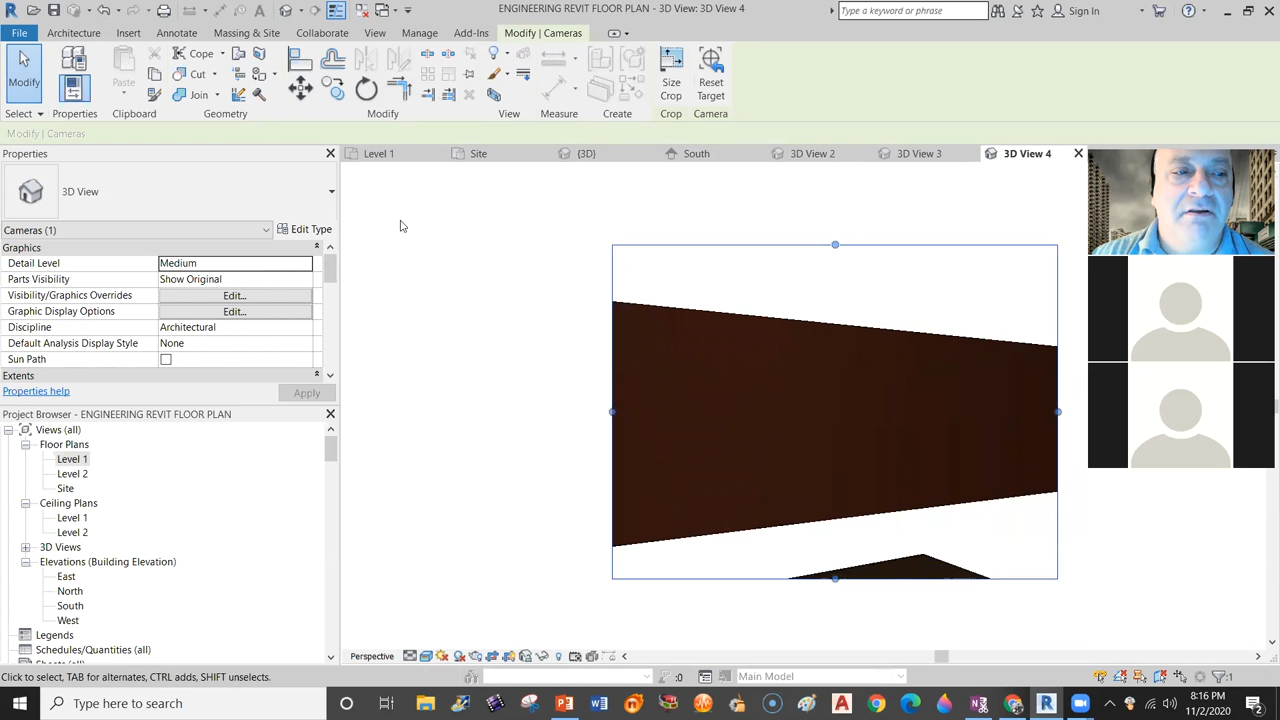 ENGINEERING REVIT FLOOR PLAN - 3D View: 3D View 4
Type a keyword or phrase
Sign In
File
Architecture
Insert
Annotate
Massing & Site
Collaborate
View
Manage
Add-Ins
Modify | Cameras
Modify
Paste
Cope
Cut
Join
Size Crop
Reset Target
Select
Properties
Clipboard
Geometry
Modify
View
Measure
Create
Crop
Camera
Modify | Cameras
Properties
3D View
Cameras (1)
Edit Type
Graphics
Detail Level Medium
Parts Visibility Show Original
Visibility/Graphics Overrides Edit...
Graphic Display Options Edit...
Discipline Architectural
Default Analysis Display Style None
Sun Path
Extents
Properties help
Apply
Project Browser - ENGINEERING REVIT FLOOR PLAN
Views (all)
Floor Plans
Level 1
Level 2
Site
Ceiling Plans
Level 1
Level 2
3D Views
Elevations (Building Elevation)
East
North
South
West
Legends
Schedules/Quantities (all)
Sheets (all)
Level 1
Site
{3D}
South
3D View 2
3D View 3
3D View 4
Perspective
Click to select, TAB for alternates, CTRL adds, SHIFT unselects.
:0
Main Model
:1
Type here to search
8:16 PM
11/2/2020
2